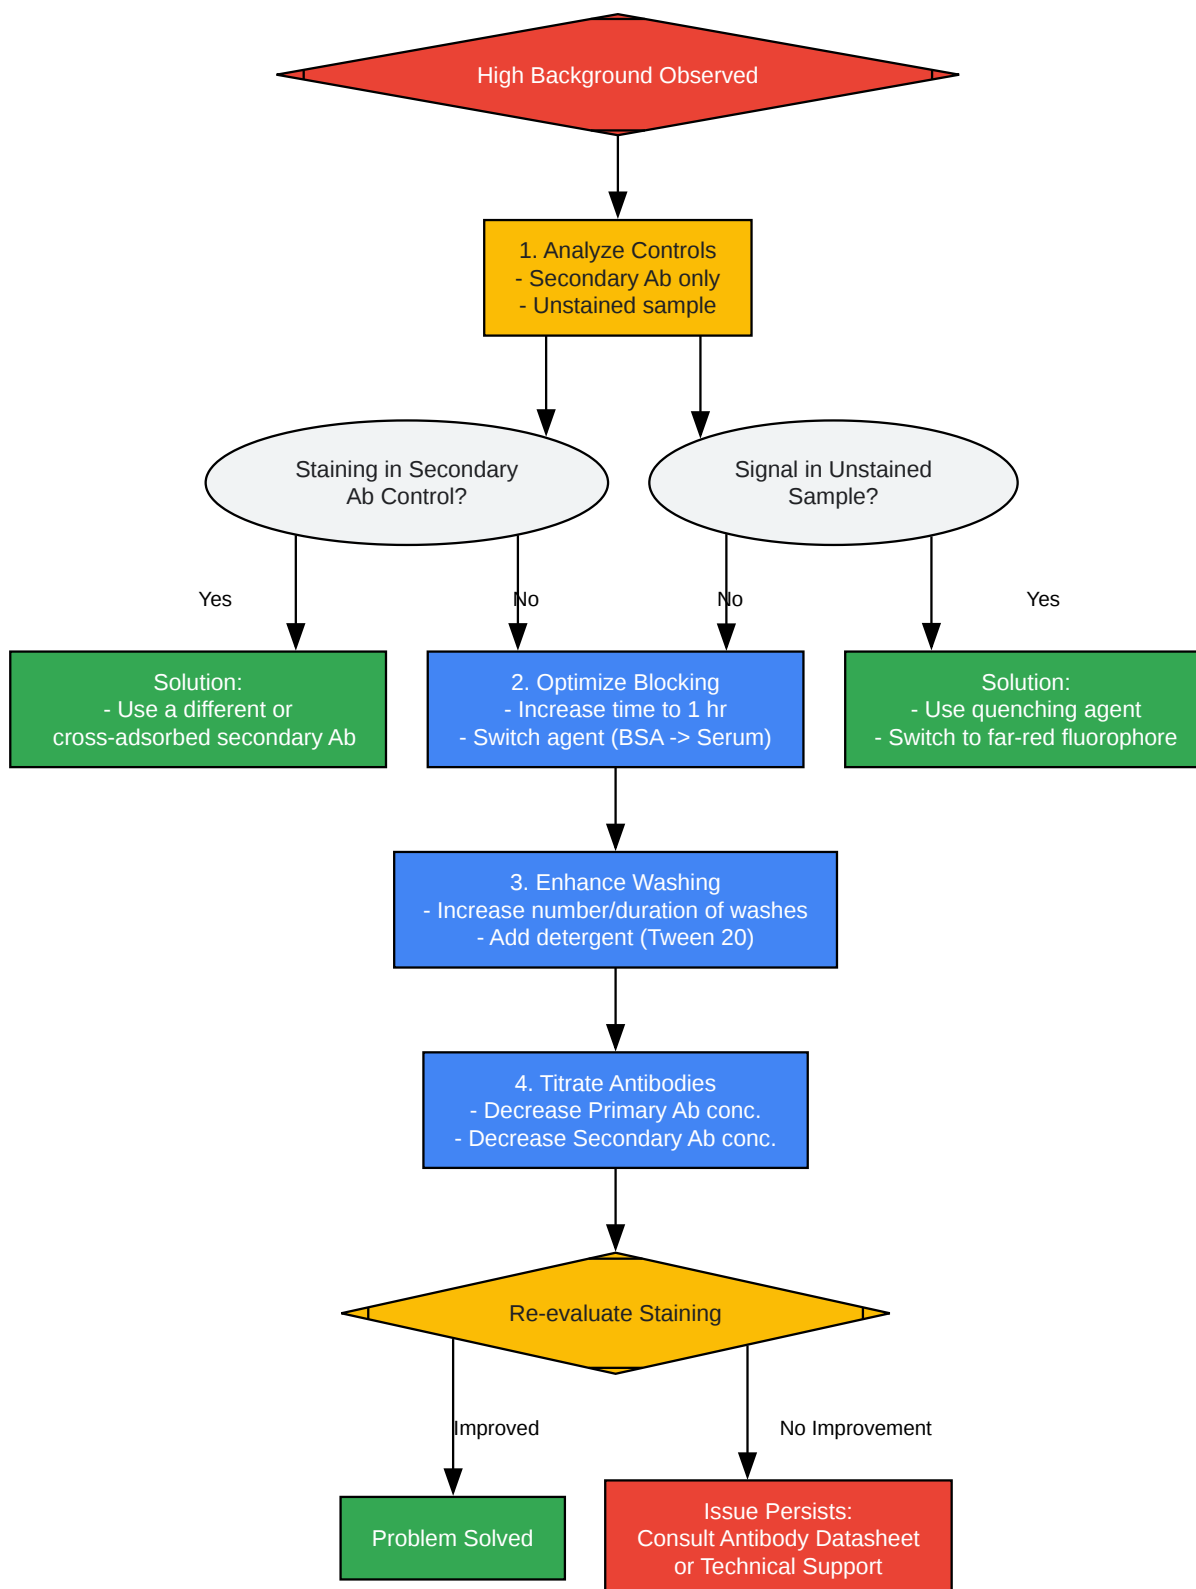 High Background Observed
1. Analyze Controls
- Secondary Ab only
- Unstained sample
Staining in Secondary
Ab Control?
Signal in Unstained
Sample?
Yes
No
No
Yes
Solution:
- Use a different or
cross-adsorbed secondary Ab
2. Optimize Blocking
- Increase time to 1 hr
- Switch agent (BSA -> Serum)
Solution:
- Use quenching agent
- Switch to far-red fluorophore
3. Enhance Washing
- Increase number/duration of washes
- Add detergent (Tween 20)
4. Titrate Antibodies
- Decrease Primary Ab conc.
- Decrease Secondary Ab conc.
Re-evaluate Staining
Improved
No Improvement
Problem Solved
Issue Persists:
Consult Antibody Datasheet
or Technical Support